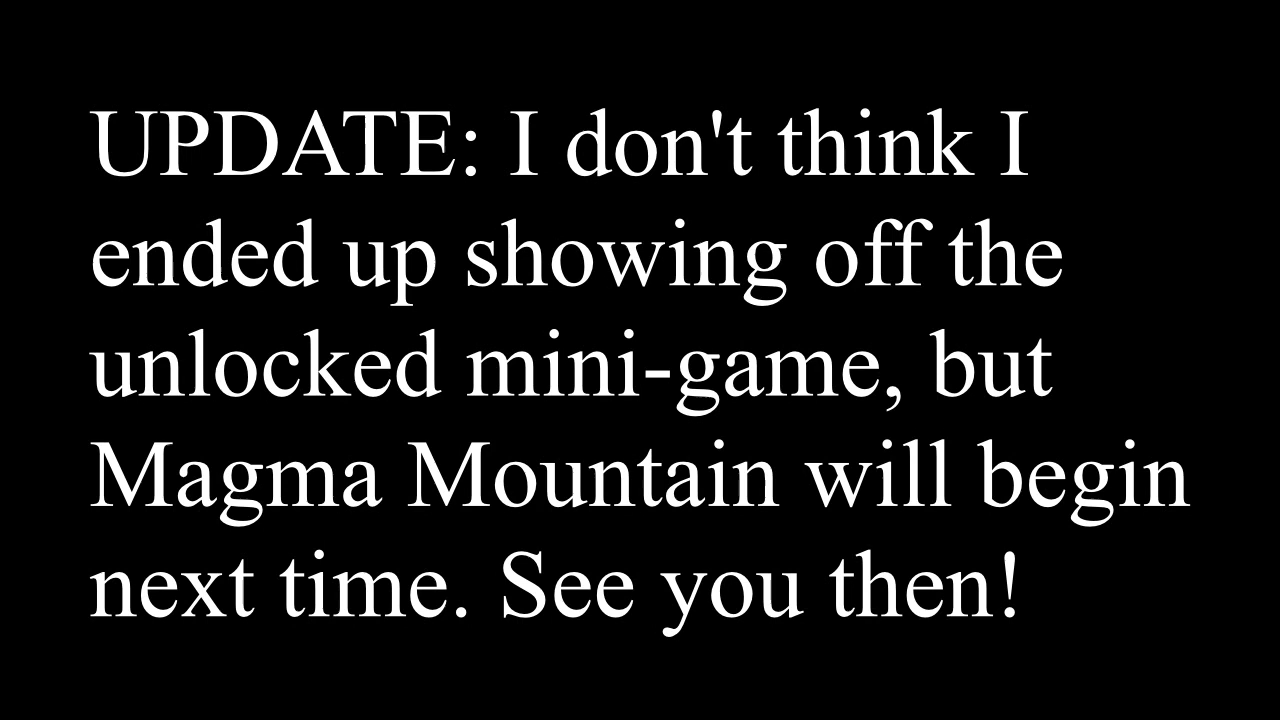 UPDATE: I don't think I
ended up showing off the
unlocked mini-game, but
Magma Mountain will begin
next time. See you then!